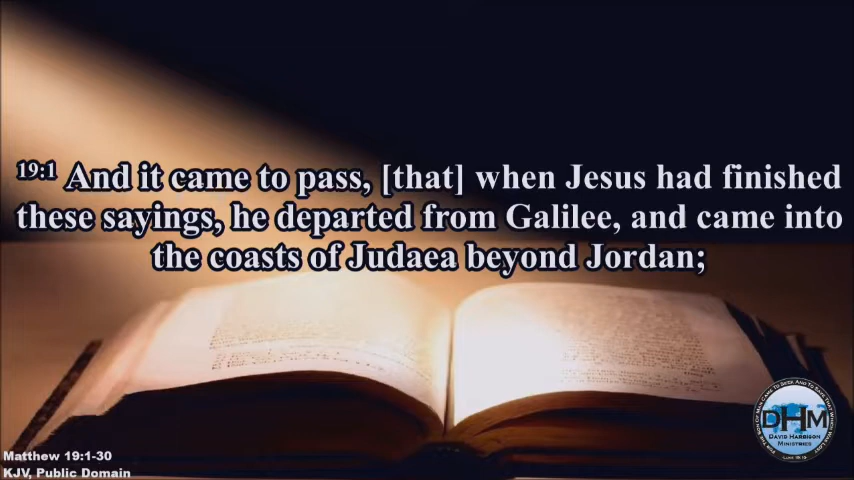 19:1 And it came to pass, [that] when Jesus had finished
these sayings, he departed from Galilee, and came into
the coasts of Judaea beyond Jordan;
DHM
DAVID HARRISON
MINISTRIES
Matthew 19:1-30
KJV, Public Domain